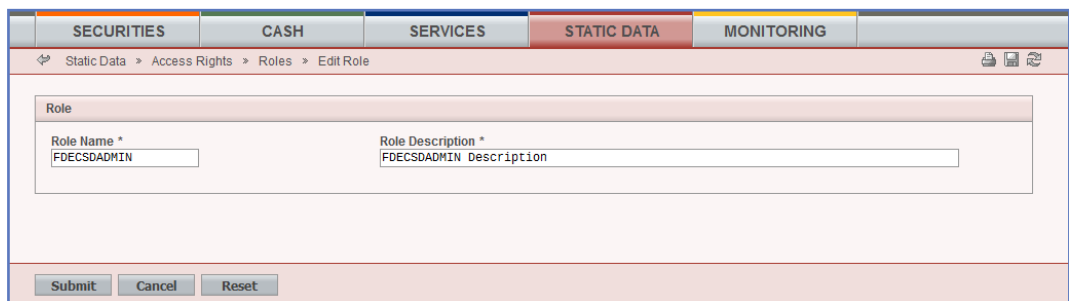 SECURITIES CASH SERVICES STATIC DATA MONITORING
Static Data » Access Rights » Roles » Edit Role
Role
Role Name * Role Description *
FDECSDADMIN FDECSDADMIN Description
Submit Cancel Reset